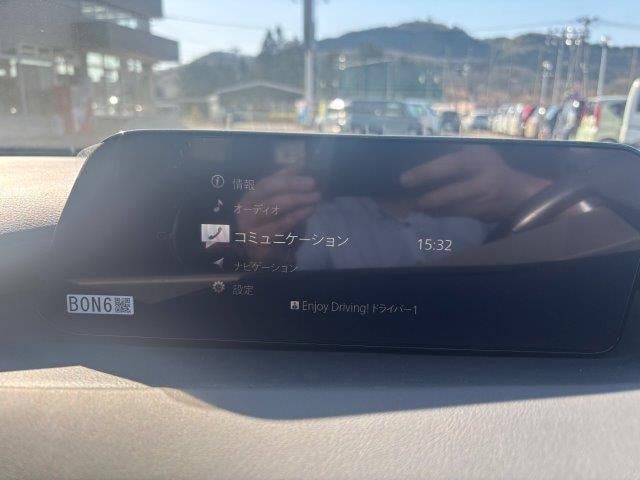 情報
オーディオ
コミュニケーション
15:32
ナビゲーション
設定
BON6
Enjoy Driving! ドライバー1